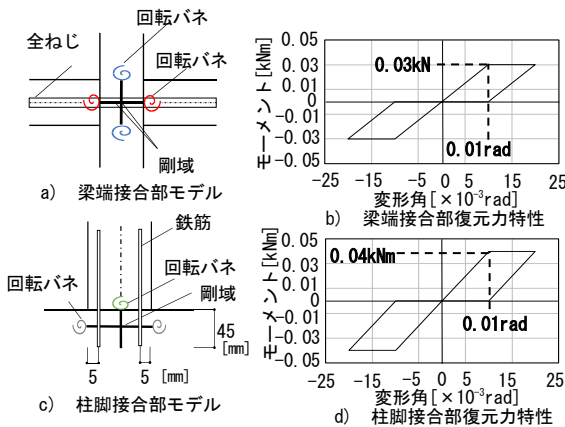 回転バネ
全ねじ
回転バネ
剛域
a) 梁端接合部モデル
モーメント[kNm]
0.05
0.03
0
-0.03
-0.05
0.03kN
0.01rad
-25
-15
-5
0
5
15
25
変形角[×10⁻³rad]
b) 梁端接合部復元力特性
鉄筋
回転バネ
回転バネ
剛域
45
[mm]
5
5
[mm]
c) 柱脚接合部モデル
モーメント[kNm]
0.05
0.03
0.01
-0.01
-0.03
-0.05
0.04kNm
0.01rad
-25
-15
-5
0
5
15
25
変形角[×10⁻³rad]
d) 柱脚接合部復元力特性